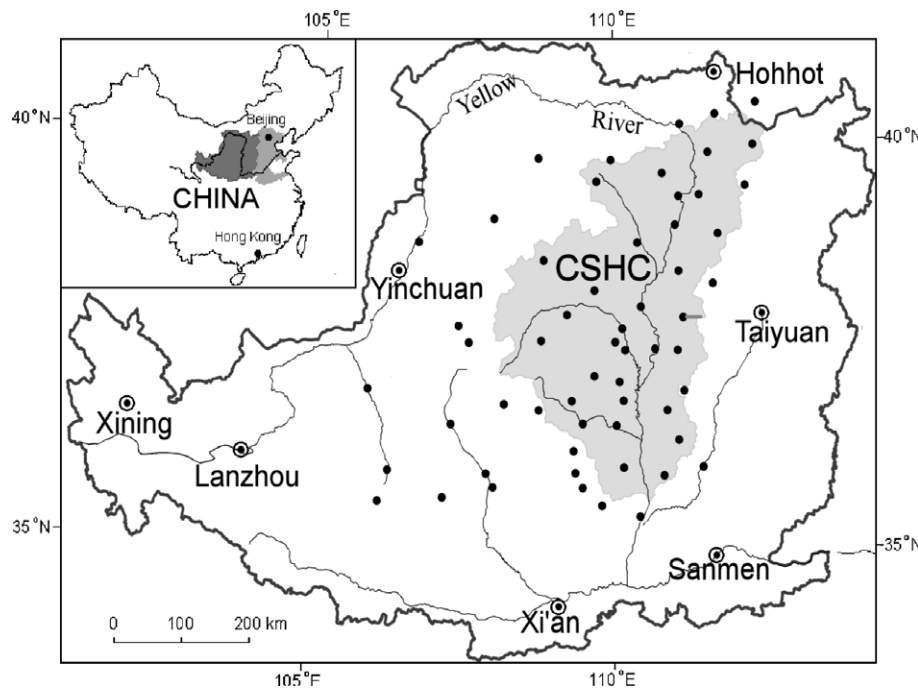 105°E
110°E
Hohhot
Yellow
River
40°N
40°N
Beijing
CHINA
Hong Kong
CSHC
Yinchuan
Taiyuan
Xining
Lanzhou
35°N
35°N
Sanmen
Xi'an
0 100 200 km
105°E
110°E